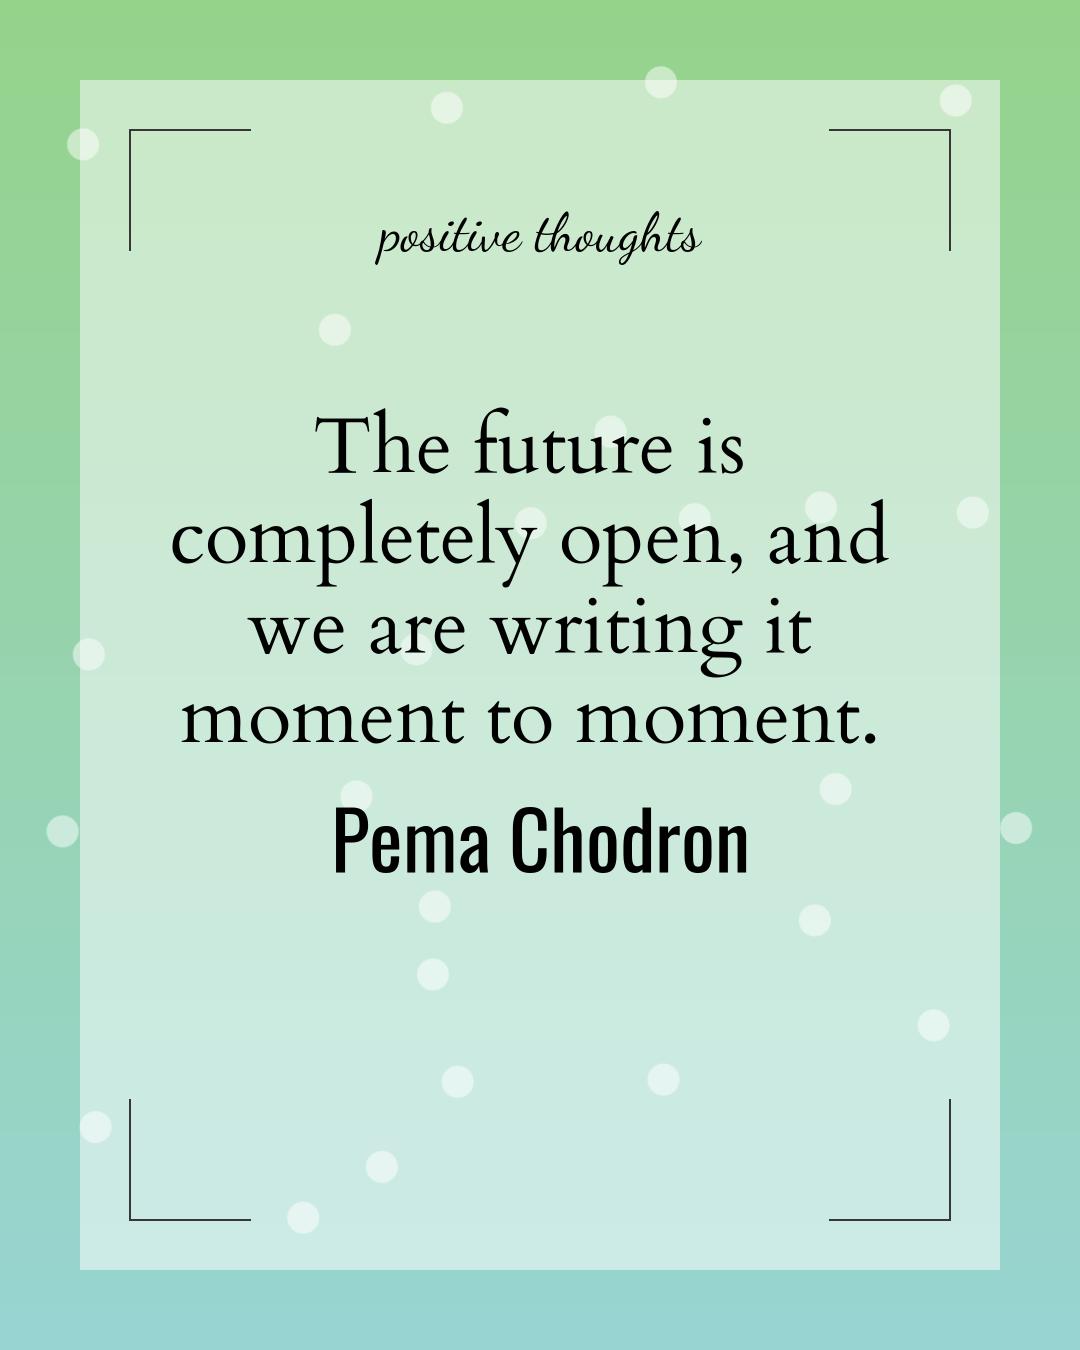 positive thoughts
The future is
completely open, and
we are writing it
moment to moment.
Pema Chodron